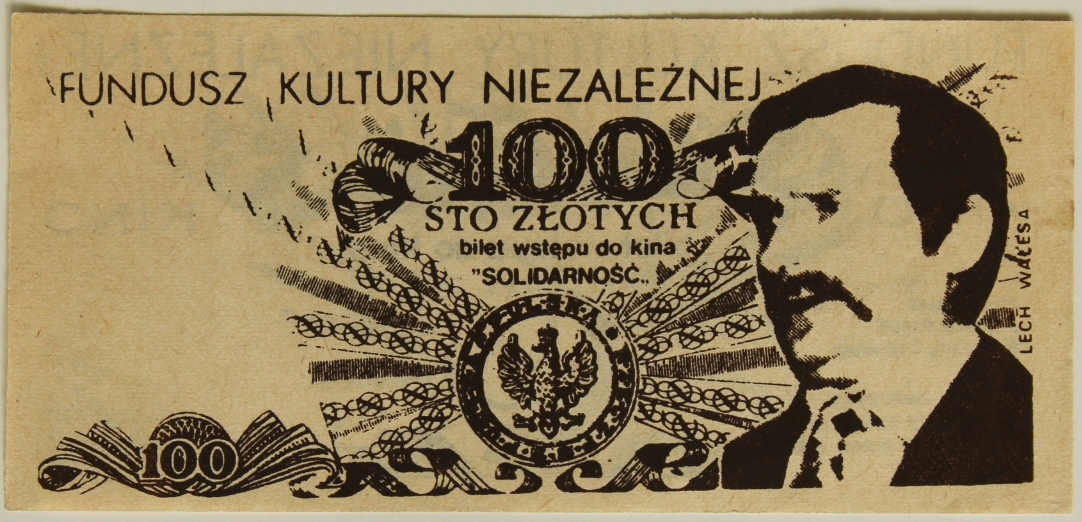 FUNDUSZ KULTURY NIEZALEŻNEJ
100
STO ZŁOTYCH
bilet wstępu do kina
"SOLIDARNOŚĆ„
100
LECH WAŁĘSA